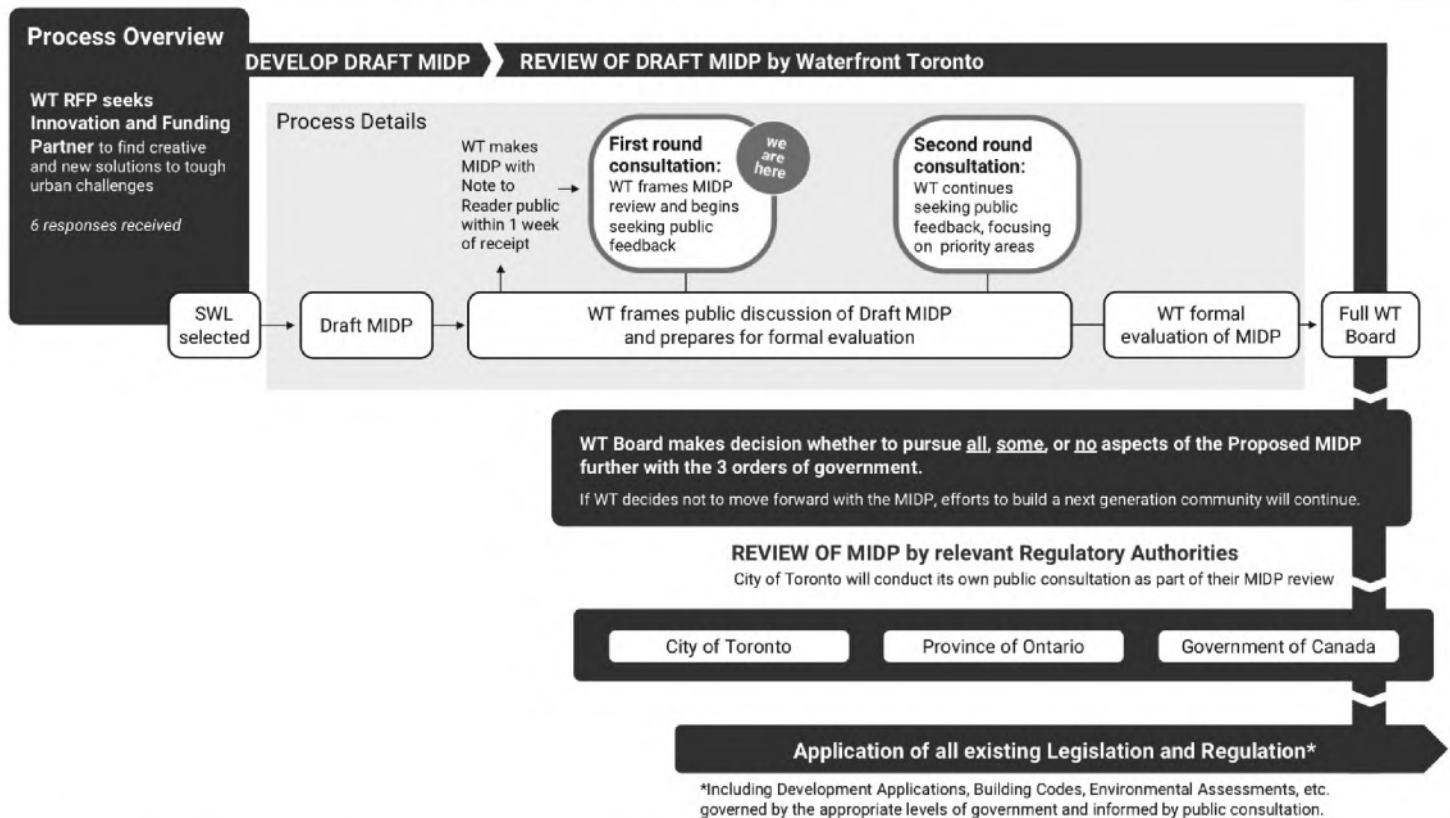 Process Overview
WT RFP seeks
Innovation and Funding
Partner to find creative
and new solutions to tough
urban challenges
6 responses received
DEVELOP DRAFT MIDP
REVIEW OF DRAFT MIDP by Waterfront Toronto
Process Details
WT makes
MIDP with
Note to
Reader public
within 1 week
of receipt
First round
consultation:
WT frames MIDP
review and begins
seeking public
feedback
we
are
here
Second round
consultation:
WT continues
seeking public
feedback, focusing
on priority areas
SWL
selected
Draft MIDP
WT frames public discussion of Draft MIDP
and prepares for formal evaluation
WT formal
evaluation of MIDP
Full WT
Board
WT Board makes decision whether to pursue all, some, or no aspects of the Proposed MIDP
further with the 3 orders of government.
If WT decides not to move forward with the MIDP, efforts to build a next generation community will continue.
REVIEW OF MIDP by relevant Regulatory Authorities
City of Toronto will conduct its own public consultation as part of their MIDP review
City of Toronto
Province of Ontario
Government of Canada
Application of all existing Legislation and Regulation*
*Including Development Applications, Building Codes, Environmental Assessments, etc.
governed by the appropriate levels of government and informed by public consultation.